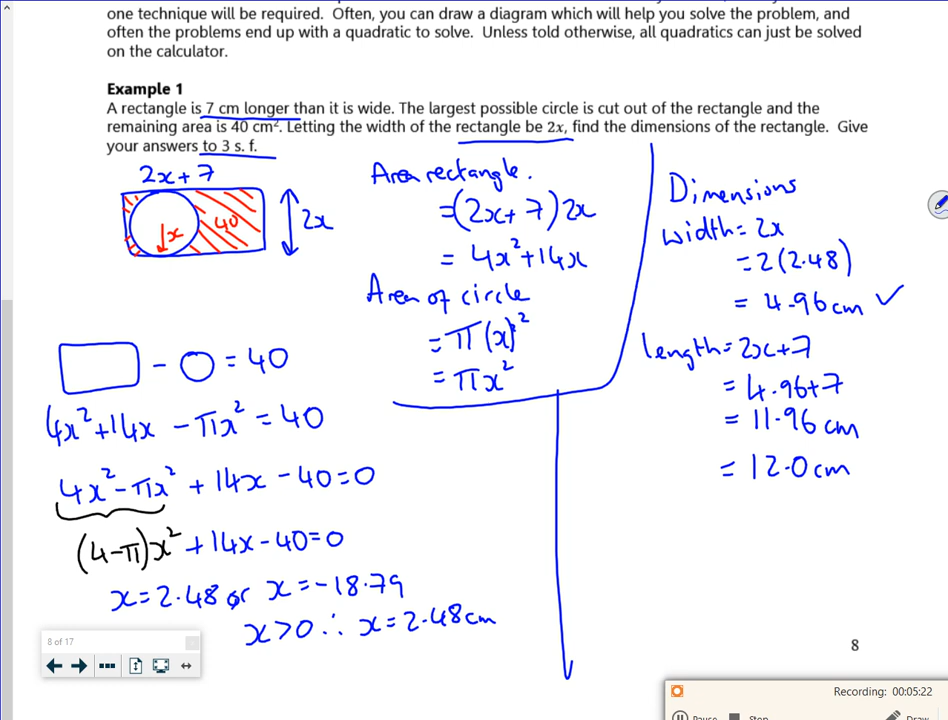 one technique will be required. Often, you can draw a diagram which will help you solve the problem, and
often the problems end up with a quadratic to solve. Unless told otherwise, all quadratics can just be solved
on the calculator.
Example 1
A rectangle is 7 cm longer than it is wide. The largest possible circle is cut out of the rectangle and the
remaining area is 40 cm². Letting the width of the rectangle be 2x, find the dimensions of the rectangle. Give
your answers to 3 s. f.
2x+7
x
40
2x
Area rectangle.
=(2x+7)2x
= 4x²+14x
Area of circle
= π(x)²
= πx²
- = 40
4x²+14x - πx² = 40
4x²-πx² + 14x - 40=0
(4-π)x² + 14x - 40=0
x = 2.48 or x = -18.79
x>0 ∴ x = 2.48cm
Dimensions
width = 2x
= 2(2.48)
= 4.96cm ✓
length = 2x+7
= 4.96+7
= 11.96 cm
= 12.0cm
8
8 of 17
Recording: 00:05:22
Pause
Stop
Draw